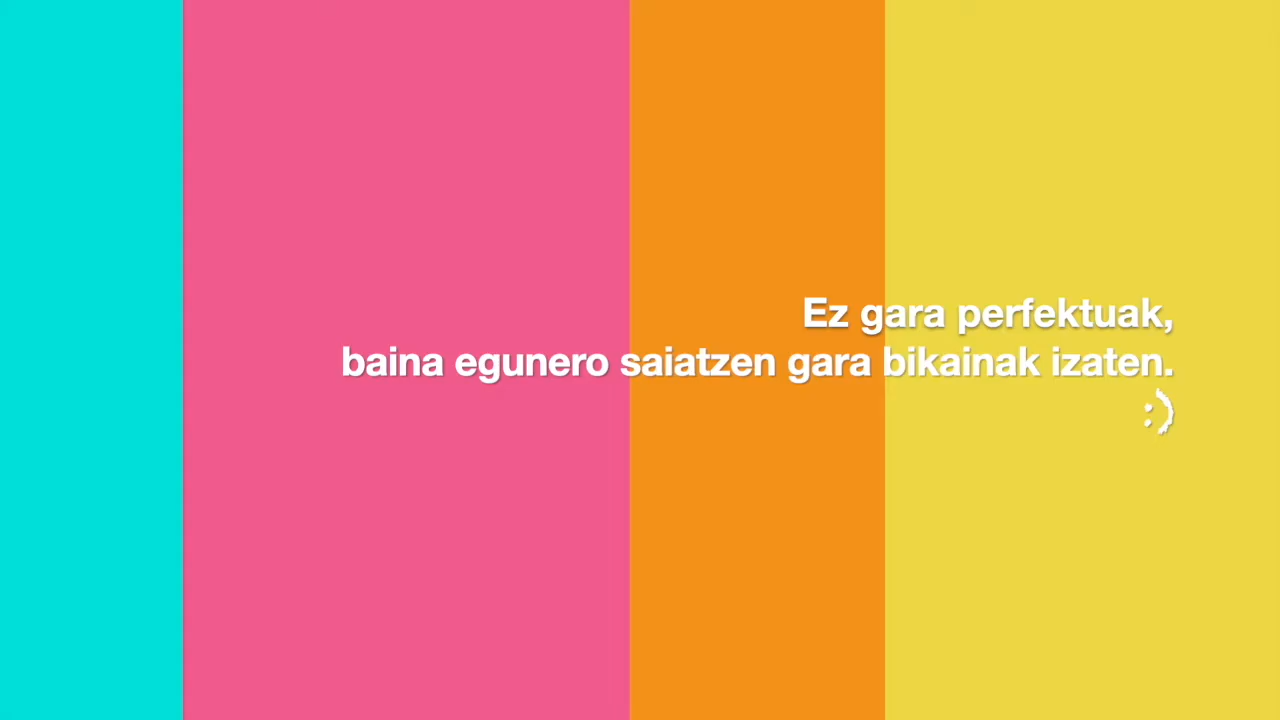 Ez gara perfektuak,
baina egunero saiatzen gara bikainak izaten.
:)